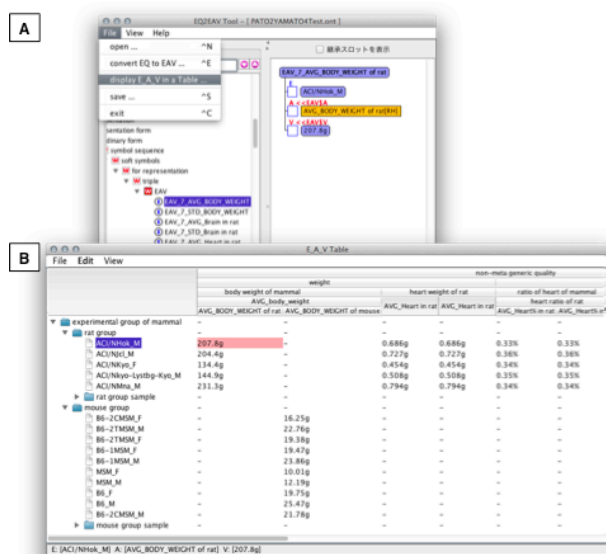 A
EQ2EAV Tool – [ PATO2YAMATO4Test.ont ]
File View Help
open ... ^N
convert EQ to EAV ... ^E
display E_A_V in a Table ...
save ... ^S
exit ^C
sentation form
dinary form
symbol sequence
soft symbols
for representation
triple
EAV
EAV_7_AVG_BODY_WEIGHT
EAV_7_STD_BODY_WEIGHT
EAV_7_AVG_Brain in rat
EAV_7_STD_Brain in rat
EAV_7_AVG_Heart in rat
継承スロットを表示
EAV_7_AVG_BODY_WEIGHT of rat
E
ACI/NHok_M
A < <EAV$A
AVG_BODY_WEIGHT of rat[RH]
V < <EAV$V
207.8g
B
E_A_V Table
File Edit View
non-meta generic quality
weight
body weight of mammal heart weight of rat ratio of heart of mammal
AVG_body_weight AVG_Heart in rat AVG_Heart in rat heart ratio of rat
AVG_BODY_WEIGHT of rat AVG_BODY_WEIGHT of mouse AVG_Heart% in rat AVG_Heart% in
experimental group of mammal – – – – – –
rat group – – – – – –
ACI/NHok_M 207.8g – 0.686g 0.686g 0.33% 0.33%
ACI/NJcl_M 204.4g – 0.727g 0.727g 0.36% 0.36%
ACI/NKyo_F 134.4g – 0.454g 0.454g 0.34% 0.34%
ACI/Nkyo-Lystbg-Kyo_M 144.9g – 0.508g 0.508g 0.35% 0.35%
ACI/NMna_M 231.3g – 0.794g 0.794g 0.34% 0.34%
rat group sample – – – – – –
mouse group – – – – – –
B6-2CMSM_F – 16.25g – – – –
B6-2TMSM_M – 22.76g – – – –
B6-2TMSM_F – 19.38g – – – –
B6-1MSM_F – 19.47g – – – –
B6-1MSM_M – 23.86g – – – –
MSM_F – 10.01g – – – –
MSM_M – 12.19g – – – –
B6_F – 19.75g – – – –
B6_M – 25.47g – – – –
B6-2CMSM_M – 21.78g – – – –
mouse group sample – – – – – –
E: [ACI/NHok_M] A: [AVG_BODY_WEIGHT of rat] V: [207.8g]